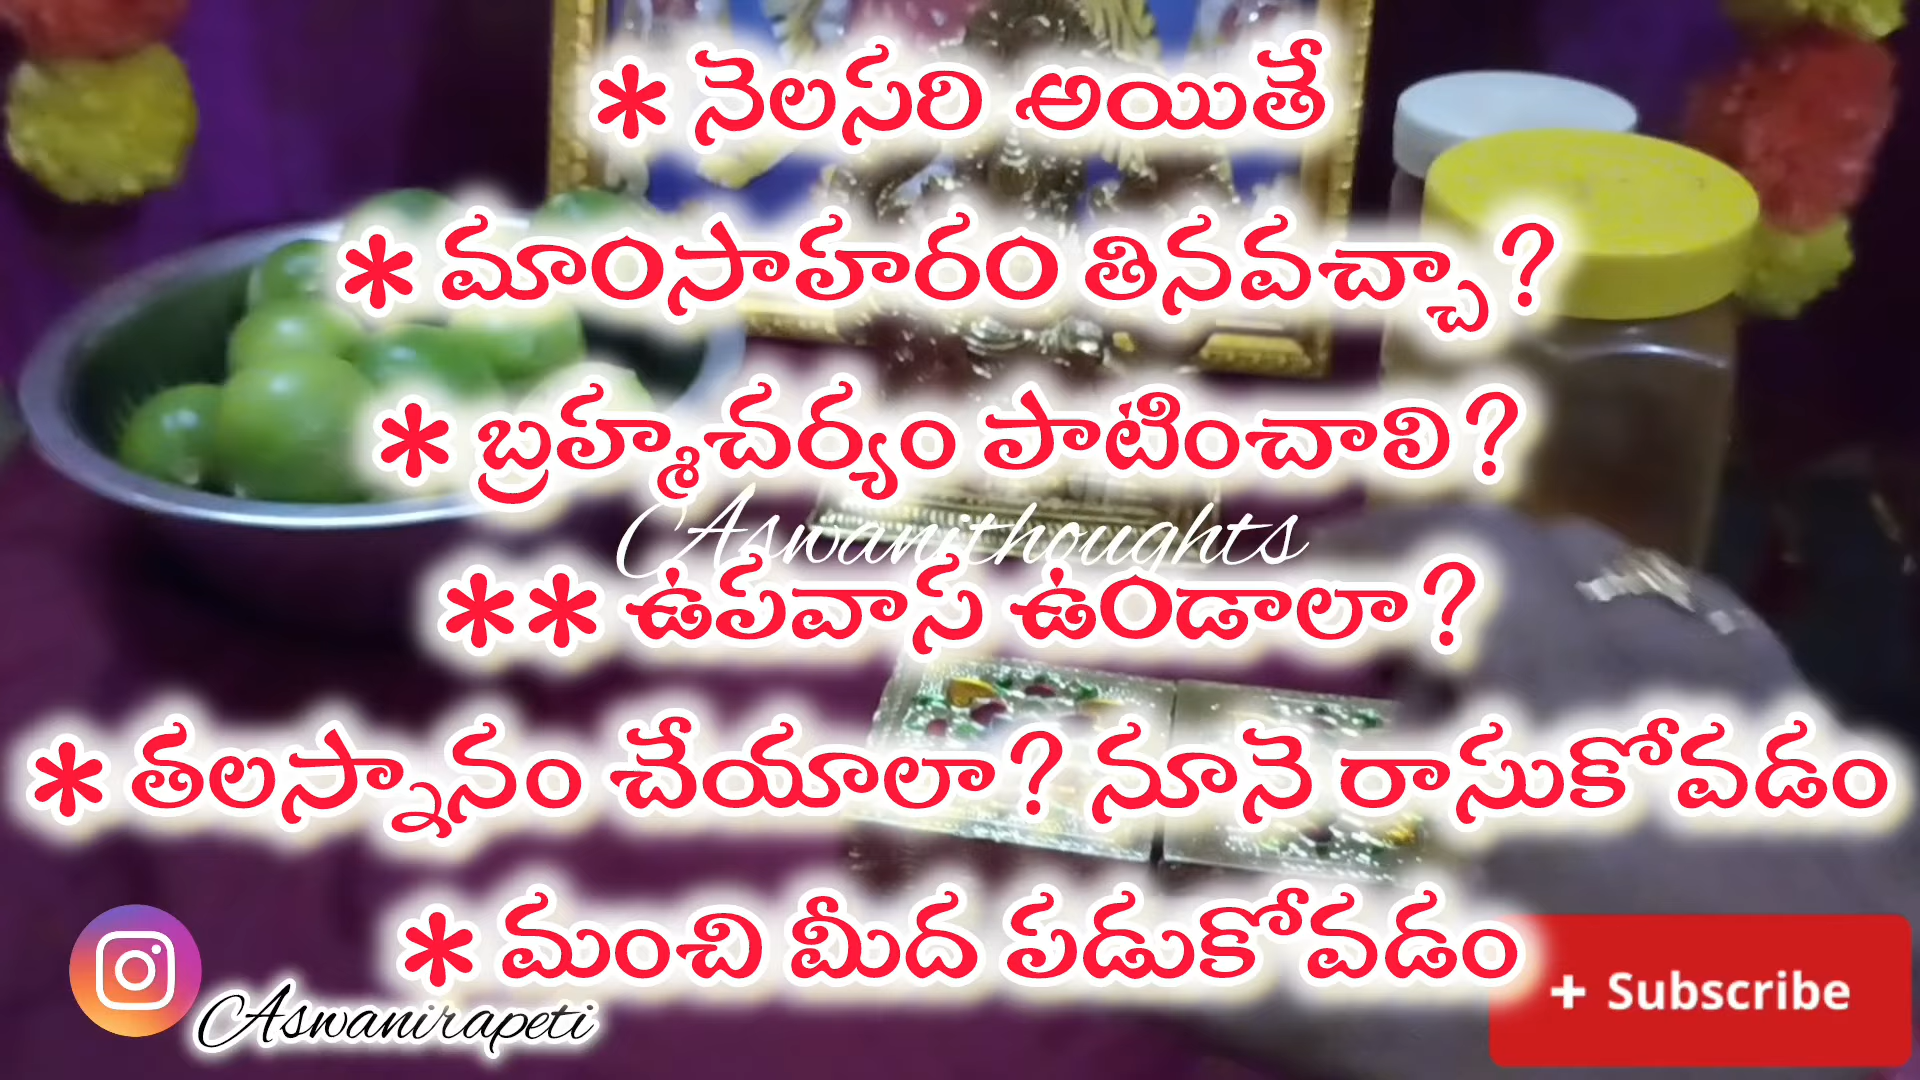 * నెలసరి అయితే
* మాంసాహారం తినవచ్చా?
* బ్రహ్మచర్యం పాటించాలి?
Aswanithoughts
** ఉపవాస ఉండాలా?
* తలస్నానం చేయాలా? నూనె రాసుకోవడం
* మంచి మీద పడుకోవడం
Aswanirapeti
+ Subscribe